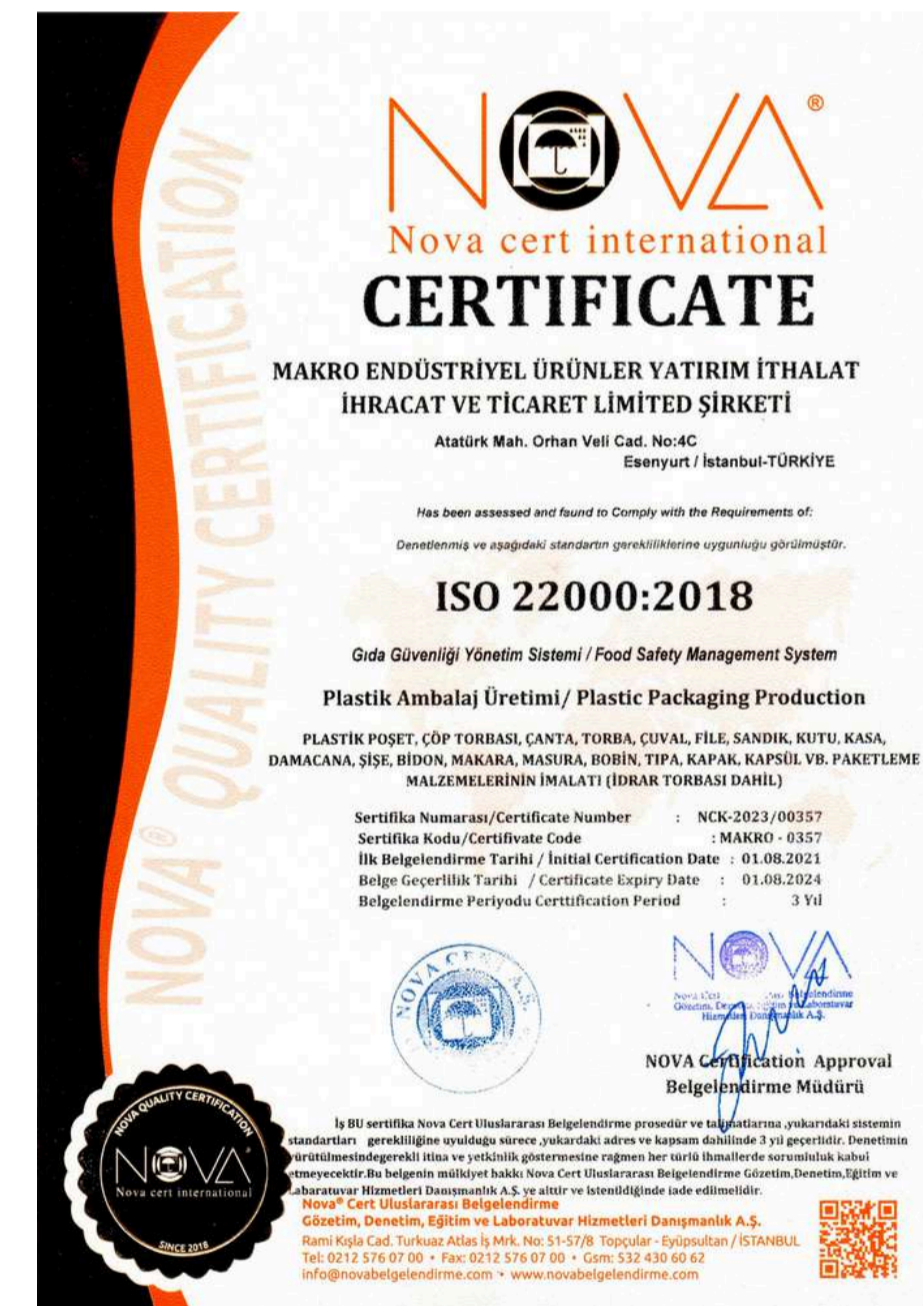 NOVA®
Nova cert international
CERTIFICATE
MAKRO ENDÜSTRİYEL ÜRÜNLER YATIRIM İTHALAT
İHRACAT VE TİCARET LİMİTED ŞİRKETİ
Atatürk Mah. Orhan Veli Cad. No:4C
Esenyurt / İstanbul-TÜRKİYE
Has been assessed and found to Comply with the Requirements of:
Denetlenmiş ve aşağıdaki standartın gerekliliklerine uygunluğu görülmüştür.
ISO 22000:2018
Gıda Güvenliği Yönetim Sistemi / Food Safety Management System
Plastik Ambalaj Üretimi/ Plastic Packaging Production
PLASTİK POŞET, ÇÖP TORBASI, ÇANTA, TORBA, ÇUVAL, FİLE, SANDIK, KUTU, KASA,
DAMACANA, ŞİŞE, BİDON, MAKARA, MASURA, BOBİN, TIPA, KAPAK, KAPSÜL VB. PAKETLEME
MALZEMELERİNİN İMALATI (İDRAR TORBASI DAHİL)
Sertifika Numarası/Certificate Number : NCK-2023/00357
Sertifika Kodu/Certifivate Code : MAKRO - 0357
İlk Belgelendirme Tarihi / İnitial Certification Date : 01.08.2021
Belge Geçerlilik Tarihi / Certificate Expiry Date : 01.08.2024
Belgelendirme Periyodu Certtification Period : 3 Yıl
NOVA® QUALITY CERTIFICATION
NOVA CERT A.Ş.
NOVA
Gözetim,
Hizmetleri Danışmanlık A.Ş.
NOVA Certification Approval
Belgelendirme Müdürü
NOVA QUALITY CERTIFICATION
NOVA
Nova cert international
SINCE 2018
İş BU sertifika Nova Cert Uluslararası Belgelendirme prosedür ve talimatlarına ,yukarıdaki sistemin
standartları gerekliliğine uyulduğu sürece ,yukardaki adres ve kapsam dahilinde 3 yıl geçerlidir. Denetimin
yürütülmesindegerekli itina ve yetkinlik göstermesine rağmen her türlü ihmallerde sorumluluk kabul
etmeyecektir.Bu belgenin mülkiyet hakkı Nova Cert Uluslararası Belgelendirme Gözetim,Denetim,Eğitim ve
Labaratuvar Hizmetleri Danışmanlık A.Ş. ye aittir ve istenildiğinde iade edilmelidir.
Nova® Cert Uluslararası Belgelendirme
Gözetim, Denetim, Eğitim ve Laboratuvar Hizmetleri Danışmanlık A.Ş.
Rami Kışla Cad. Turkuaz Atlas İş Mrk. No: 51-57/8 Topçular - Eyüpsultan / İSTANBUL
Tel: 0212 576 07 00 • Fax: 0212 576 07 00 • Gsm: 532 430 60 62
info@novabelgelendirme.com • www.novabelgelendirme.com